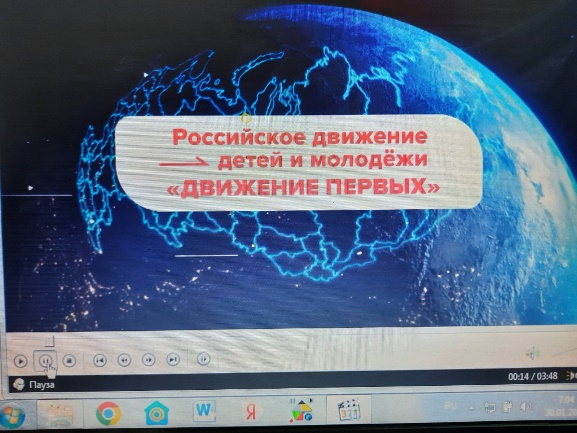 Российское движение
детей и молодёжи
«ДВИЖЕНИЕ ПЕРВЫХ»
00:14 / 03:48
Пауза
RU
7:04